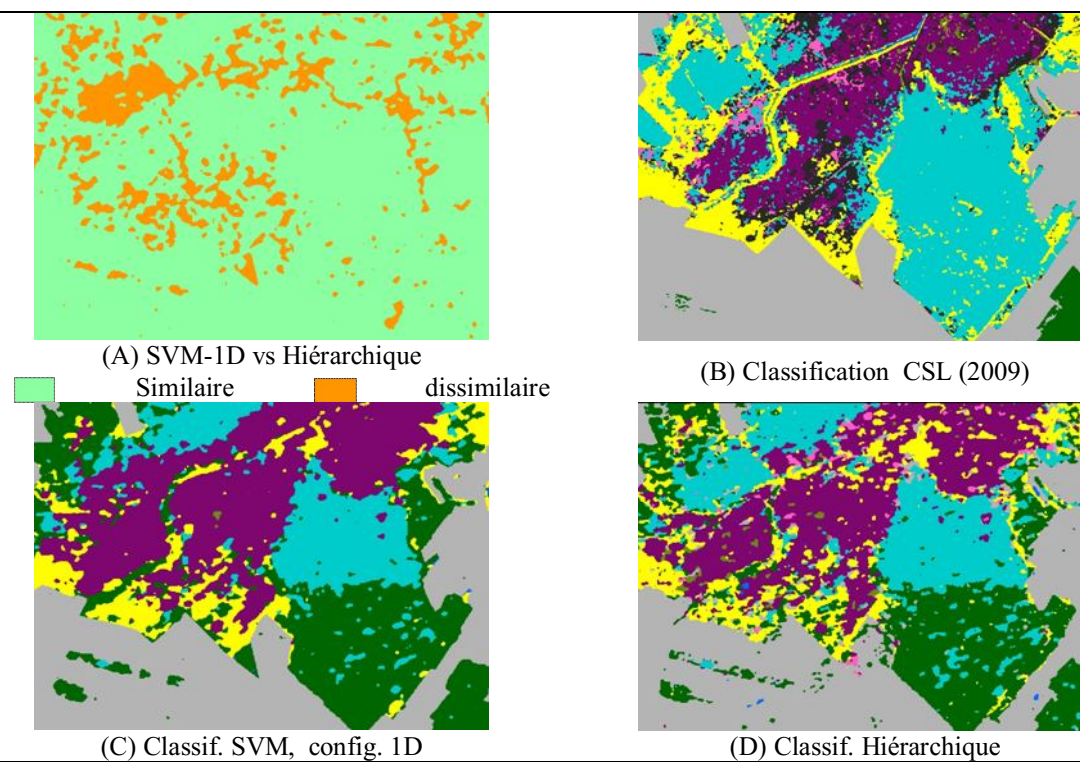 (A) SVM-1D vs Hiérarchique
Similaire dissimilaire
(B) Classification CSL (2009)
(C) Classif. SVM, config. 1D
(D) Classif. Hiérarchique